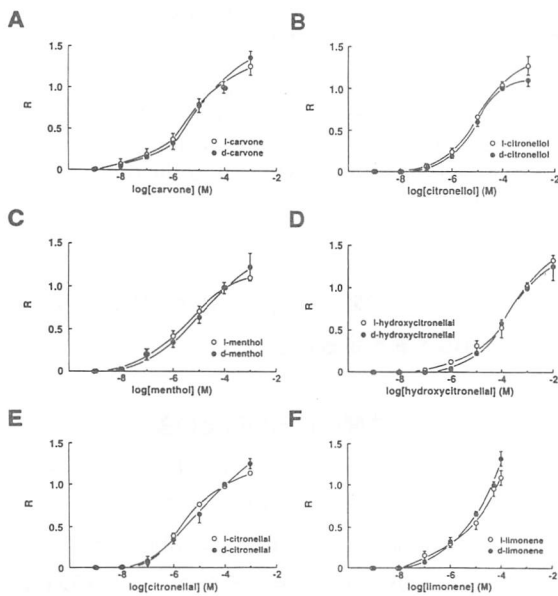 A
1.5
1.0
0.5
0
R
l-carvone
d-carvone
-8
-6
-4
-2
log[carvone] (M)
B
1.5
1.0
0.5
0
R
l-citronellol
d-citronellol
-8
-6
-4
-2
log[citronellol] (M)
C
1.5
1.0
0.5
0
R
l-menthol
d-menthol
-8
-6
-4
-2
log[menthol] (M)
D
1.5
1.0
0.5
0
R
l-hydroxycitronellal
d-hydroxycitronellal
-10
-8
-6
-4
-2
log[hydroxycitronellal] (M)
E
1.5
1.0
0.5
0
R
l-citronellal
d-citronellal
-10
-8
-6
-4
-2
log[citronellal] (M)
F
1.5
1.0
0.5
0
R
l-limonene
d-limonene
-8
-6
-4
-2
log[limonene] (M)